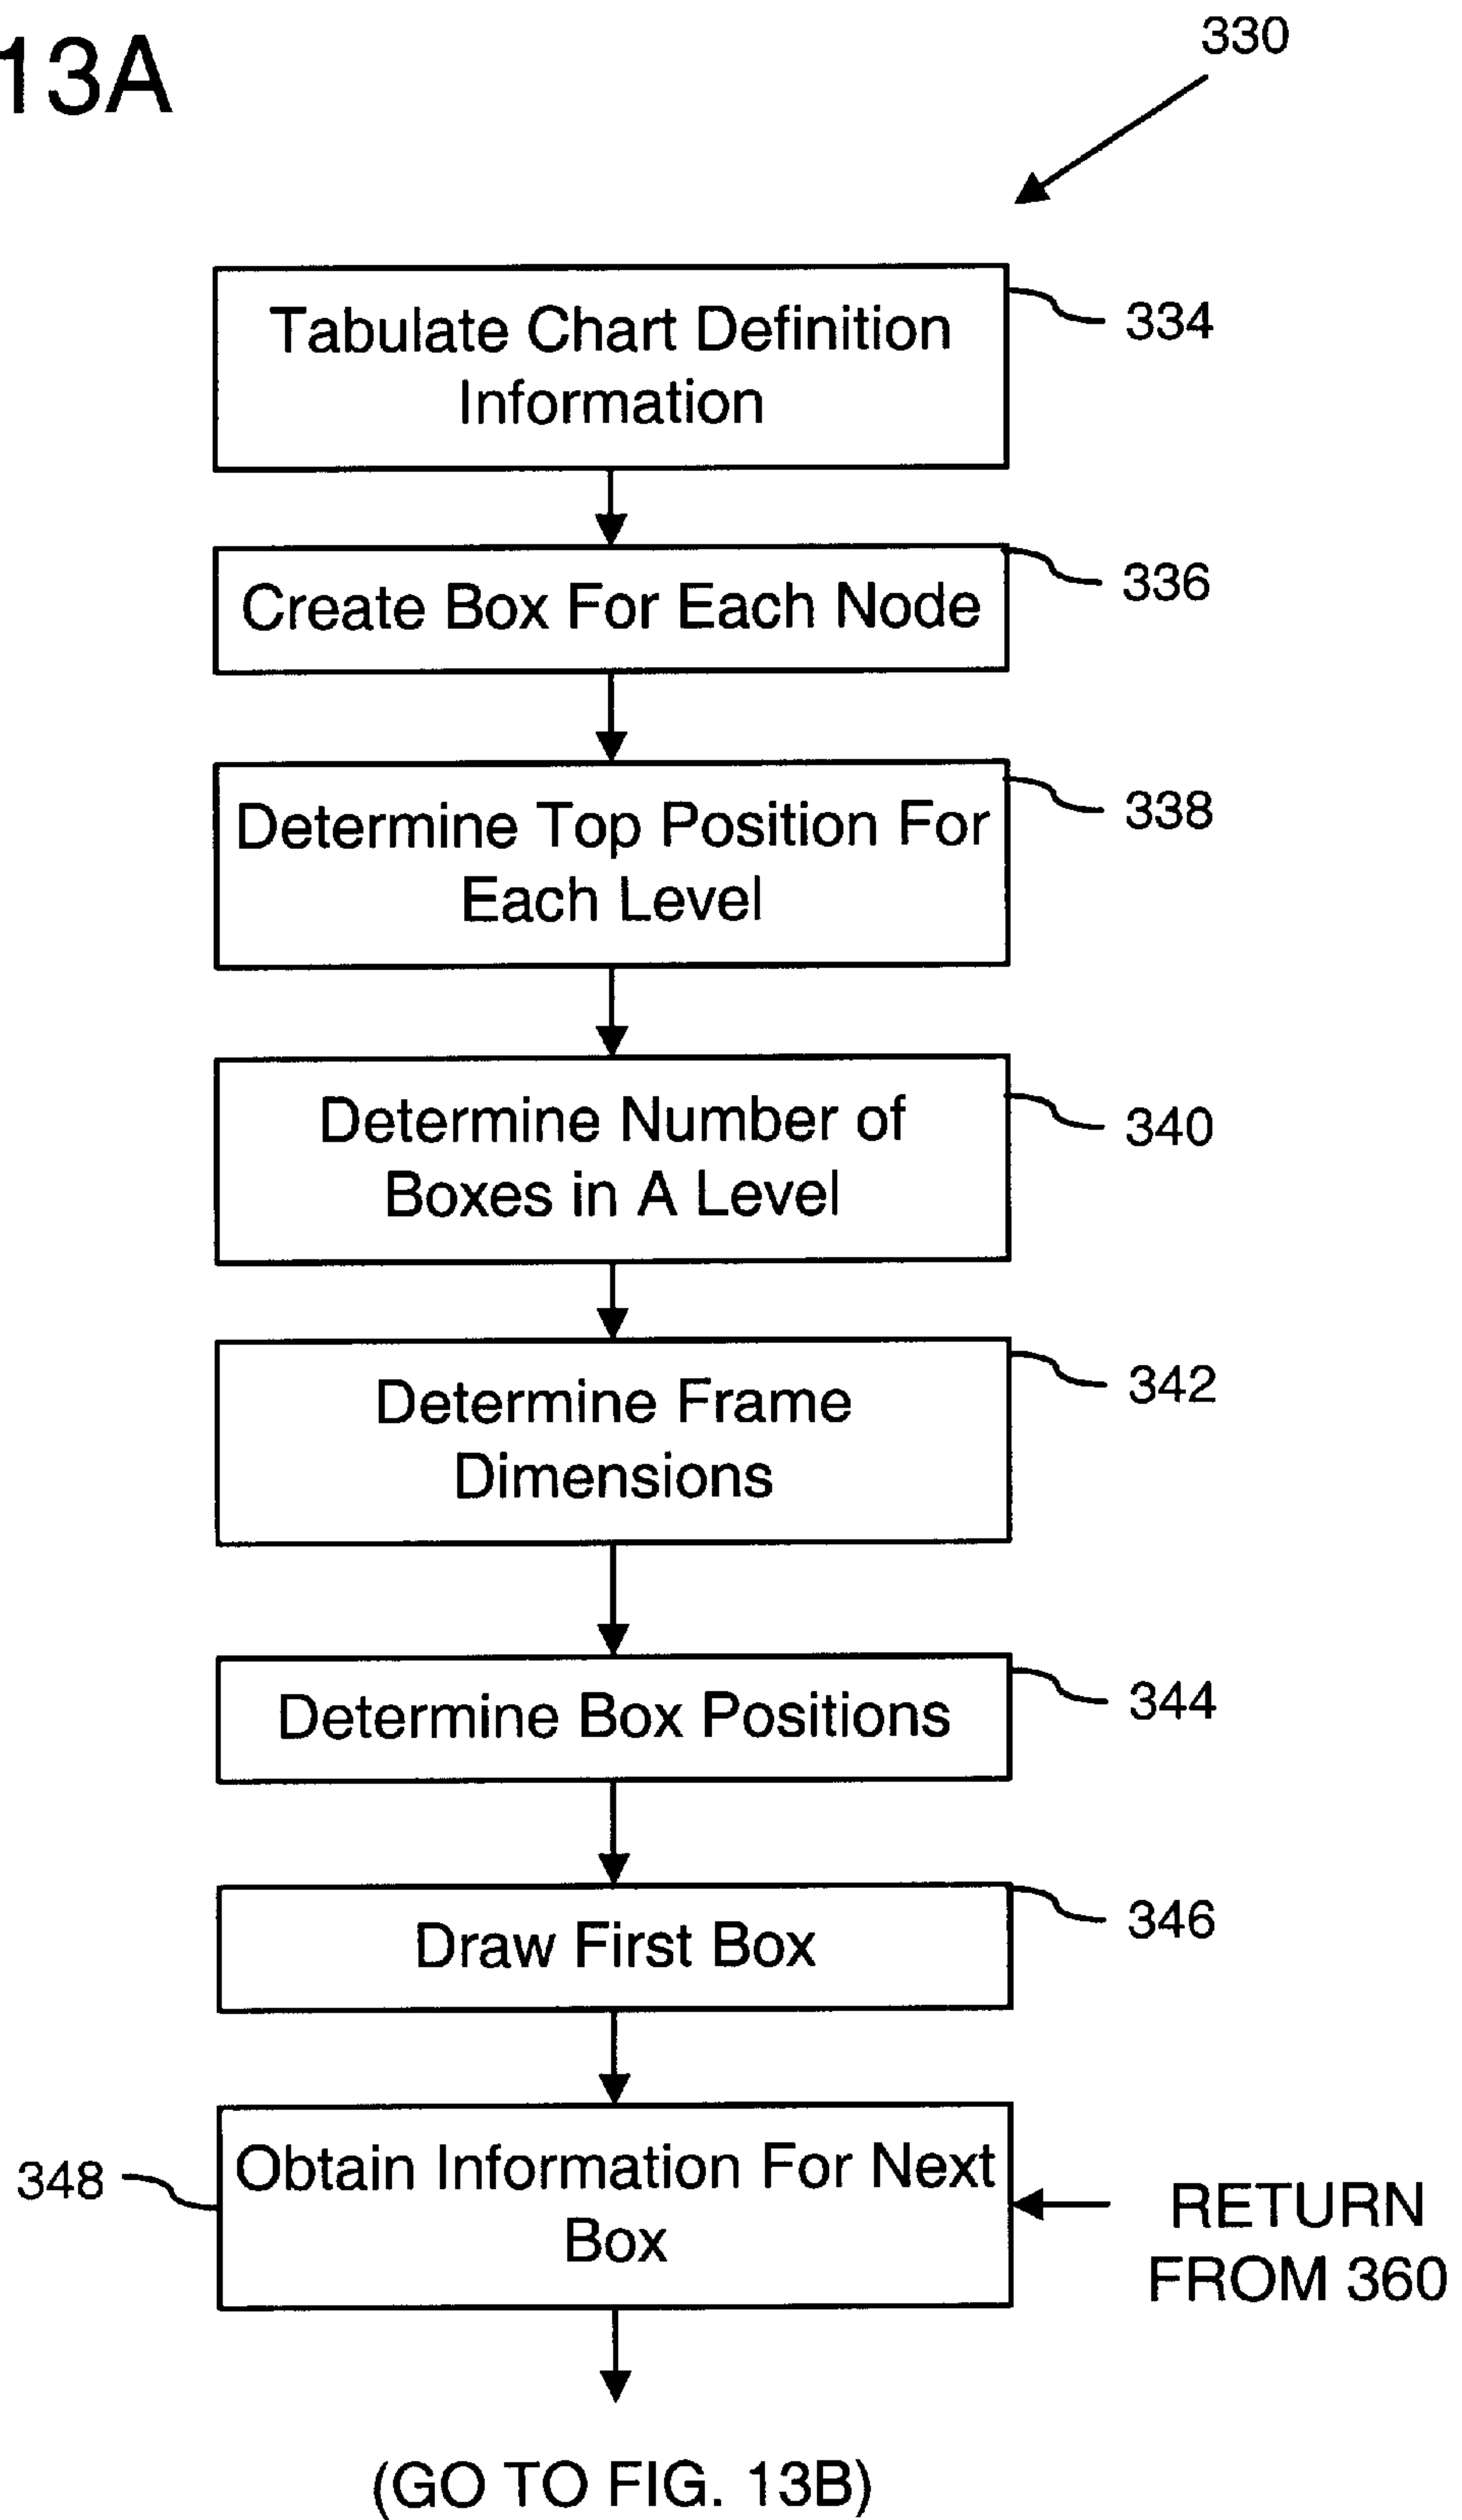 13A
330
Tabulate Chart Definition
Information
334
Create Box For Each Node
336
Determine Top Position For
Each Level
338
Determine Number of
Boxes in A Level
340
Determine Frame
Dimensions
342
Determine Box Positions
344
Draw First Box
346
348
Obtain Information For Next
Box
RETURN
FROM 360
(GO TO FIG. 13B)